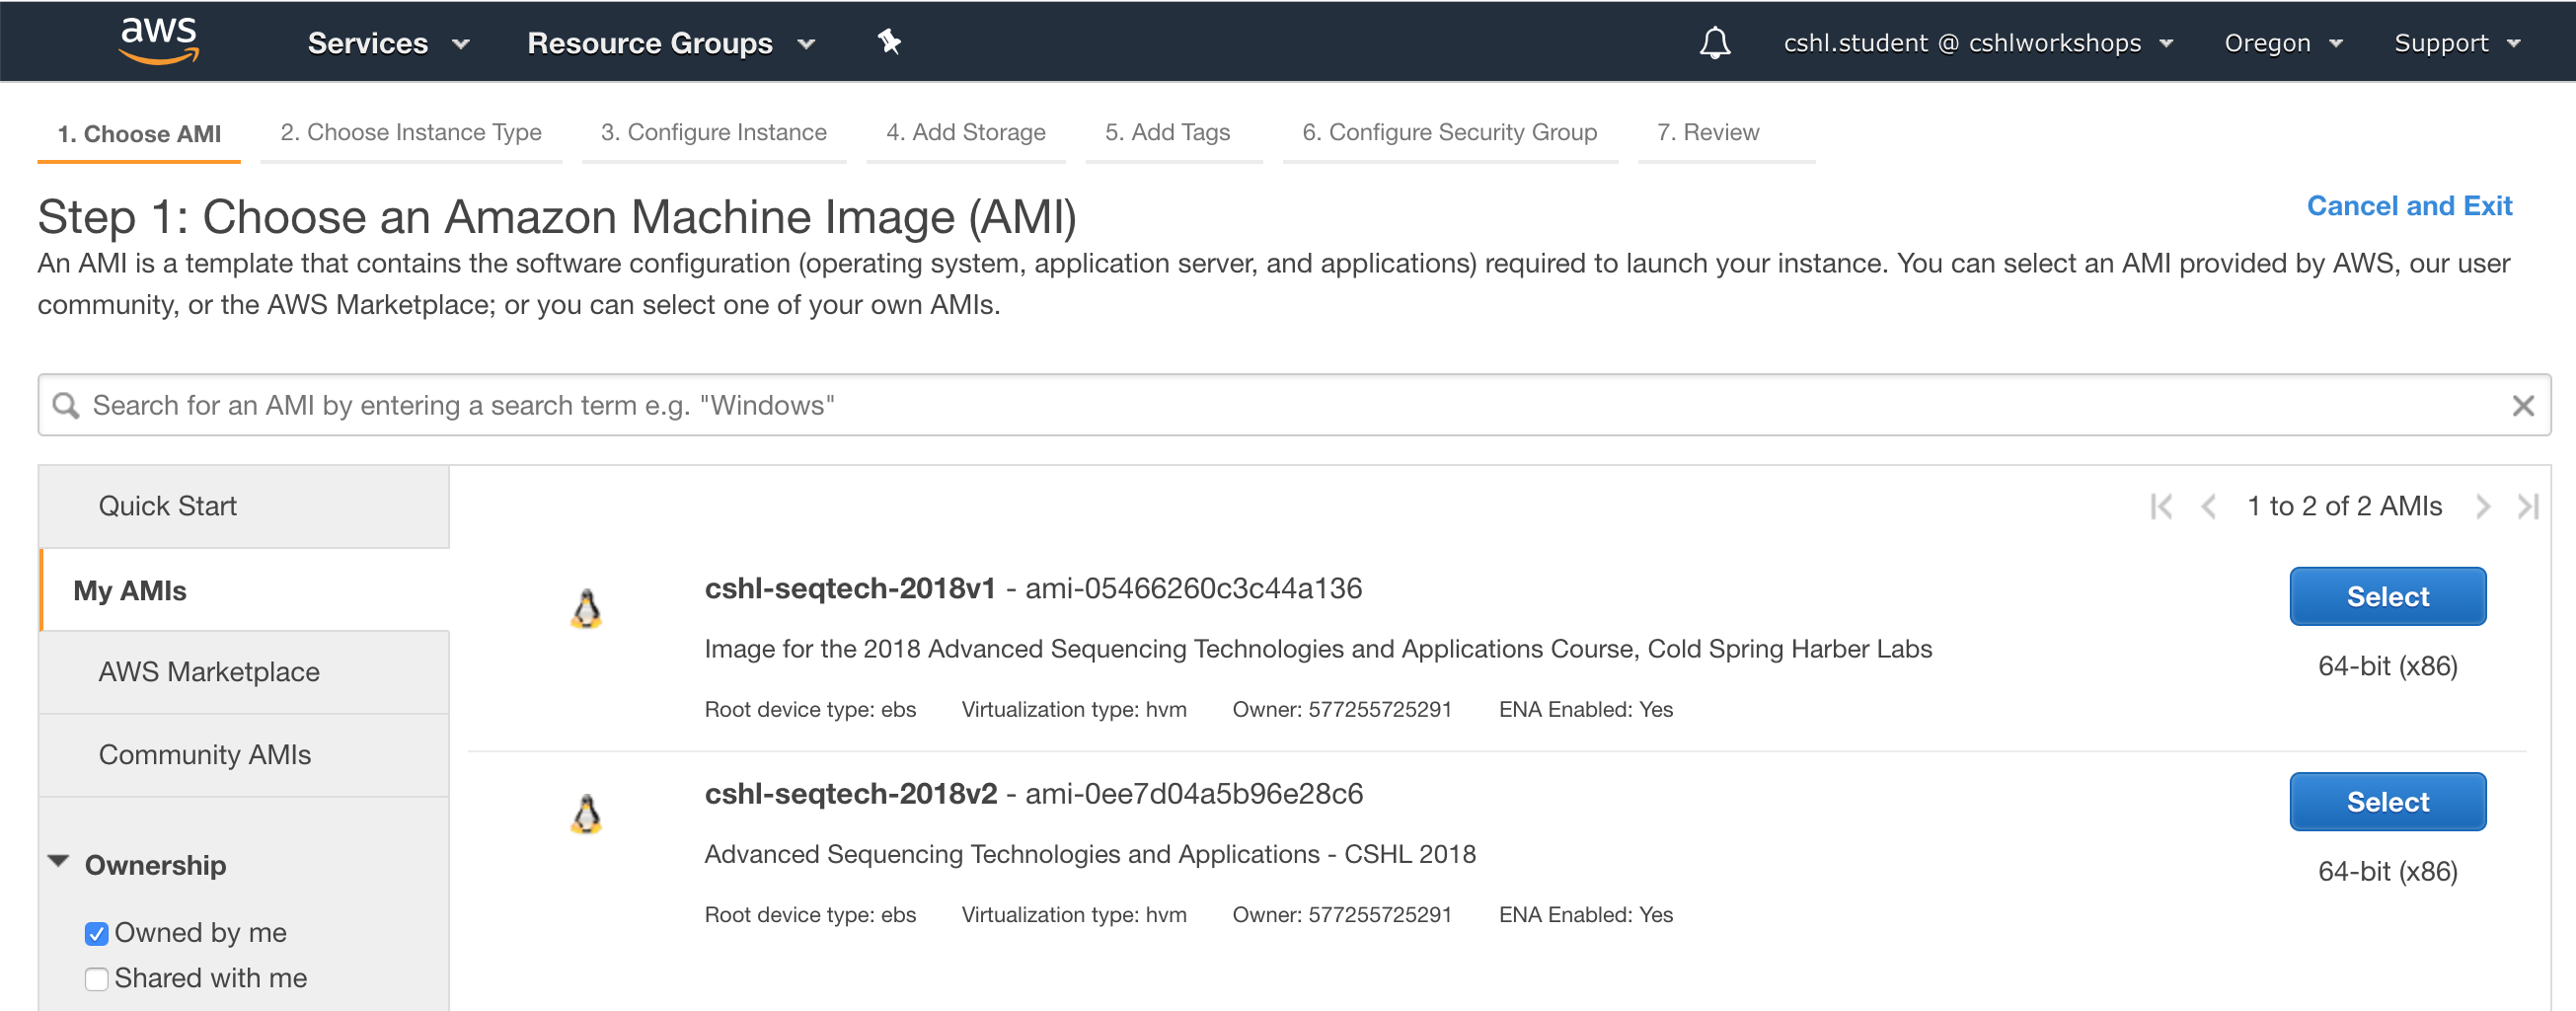 aws Services Resource Groups cshl.student @ cshlworkshops Oregon Support
1. Choose AMI 2. Choose Instance Type 3. Configure Instance 4. Add Storage 5. Add Tags 6. Configure Security Group 7. Review
Step 1: Choose an Amazon Machine Image (AMI)
Cancel and Exit
An AMI is a template that contains the software configuration (operating system, application server, and applications) required to launch your instance. You can select an AMI provided by AWS, our user
community, or the AWS Marketplace; or you can select one of your own AMIs.
Search for an AMI by entering a search term e.g. "Windows"
Quick Start
My AMIs
AWS Marketplace
Community AMIs
Ownership
Owned by me
Shared with me
1 to 2 of 2 AMIs
cshl-seqtech-2018v1 - ami-05466260c3c44a136
Select
Image for the 2018 Advanced Sequencing Technologies and Applications Course, Cold Spring Harber Labs
64-bit (x86)
Root device type: ebs Virtualization type: hvm Owner: 577255725291 ENA Enabled: Yes
cshl-seqtech-2018v2 - ami-0ee7d04a5b96e28c6
Select
Advanced Sequencing Technologies and Applications - CSHL 2018
64-bit (x86)
Root device type: ebs Virtualization type: hvm Owner: 577255725291 ENA Enabled: Yes